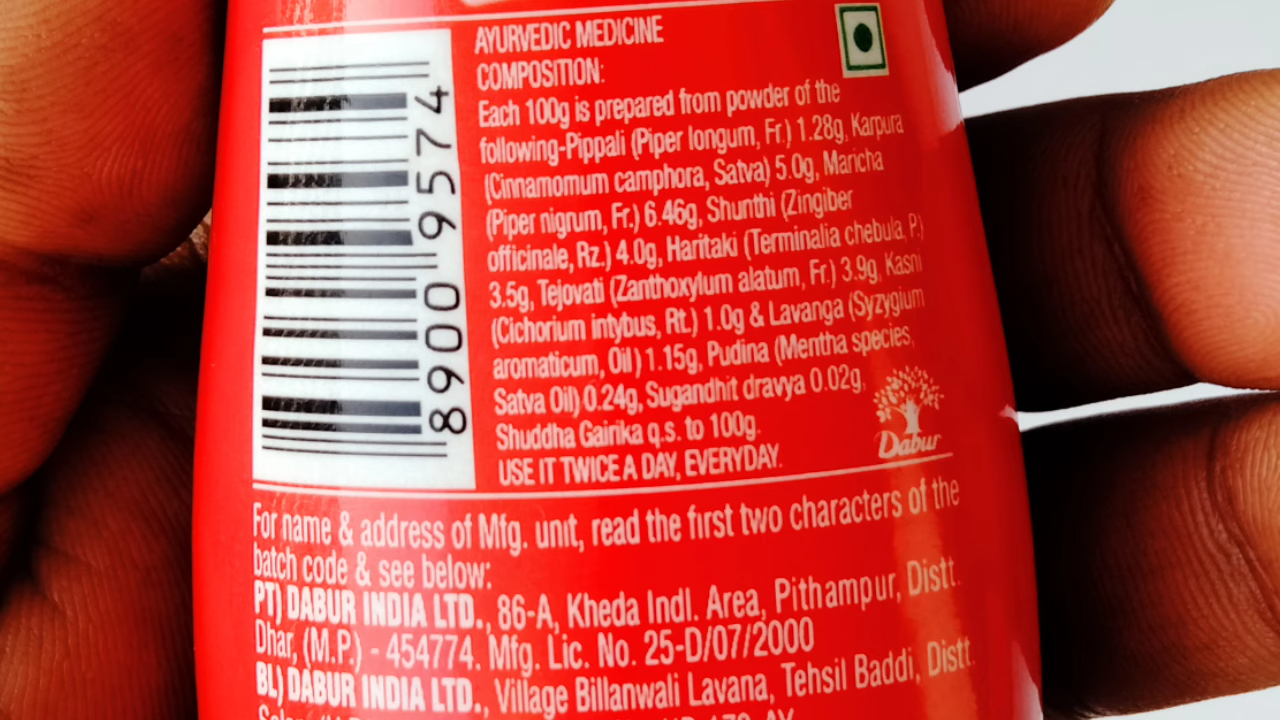 AYURVEDIC MEDICINE
COMPOSITION:
Each 100g is prepared from powder of the
following-Pippali (Piper longum, Fr.) 1.28g, Karpura
(Cinnamomum camphora, Satva) 5.0g, Maricha
(Piper nigrum, Fr.) 6.46g, Shunthi (Zingiber
officinale, Rz.) 4.0g, Haritaki (Terminalia chebula, P.)
3.5g, Tejovati (Zanthoxylum alatum, Fr.) 3.9g, Kasni
(Cichorium intybus, Rt.) 1.0g & Lavanga (Syzygium
aromaticum, Oil) 1.15g, Pudina (Mentha species,
Satva Oil) 0.24g, Sugandhit dravya 0.02g,
Shuddha Gairika q.s. to 100g.
USE IT TWICE A DAY, EVERYDAY.
Dabur
8900 9574
For name & address of Mfg. unit, read the first two characters of the
batch code & see below:
PT) DABUR INDIA LTD., 86-A, Kheda Indl. Area, Pithampur, Distt.
Dhar, (M.P.) - 454774. Mfg. Lic. No. 25-D/07/2000
BL) DABUR INDIA LTD., Village Billanwali Lavana, Tehsil Baddi, Distt.